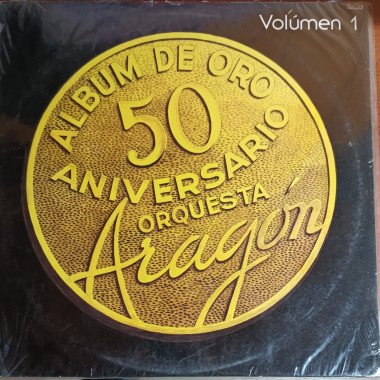 Volúmen 1
ALBUM DE ORO
50
ANIVERSARIO
ORQUESTA
Aragón